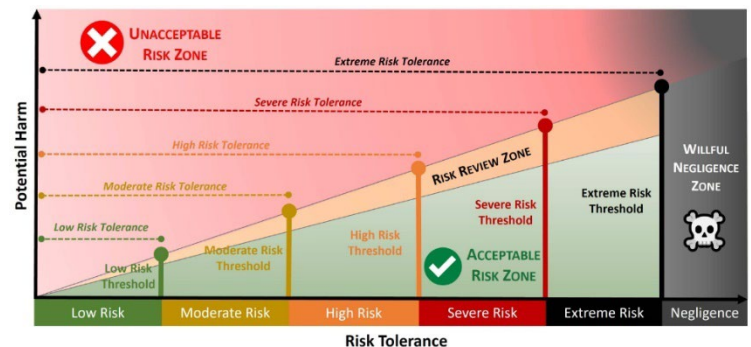 UNACCEPTABLE
RISK ZONE
Extreme Risk Tolerance
Severe Risk Tolerance
High Risk Tolerance
Moderate Risk Tolerance
Low Risk Tolerance
Potential Harm
RISK REVIEW ZONE
WILLFUL
NEGLIGENCE
ZONE
Low Risk
Threshold
Moderate Risk
Threshold
High Risk
Threshold
Severe Risk
Threshold
Extreme Risk
Threshold
ACCEPTABLE
RISK ZONE
Low Risk
Moderate Risk
High Risk
Severe Risk
Extreme Risk
Negligence
Risk Tolerance